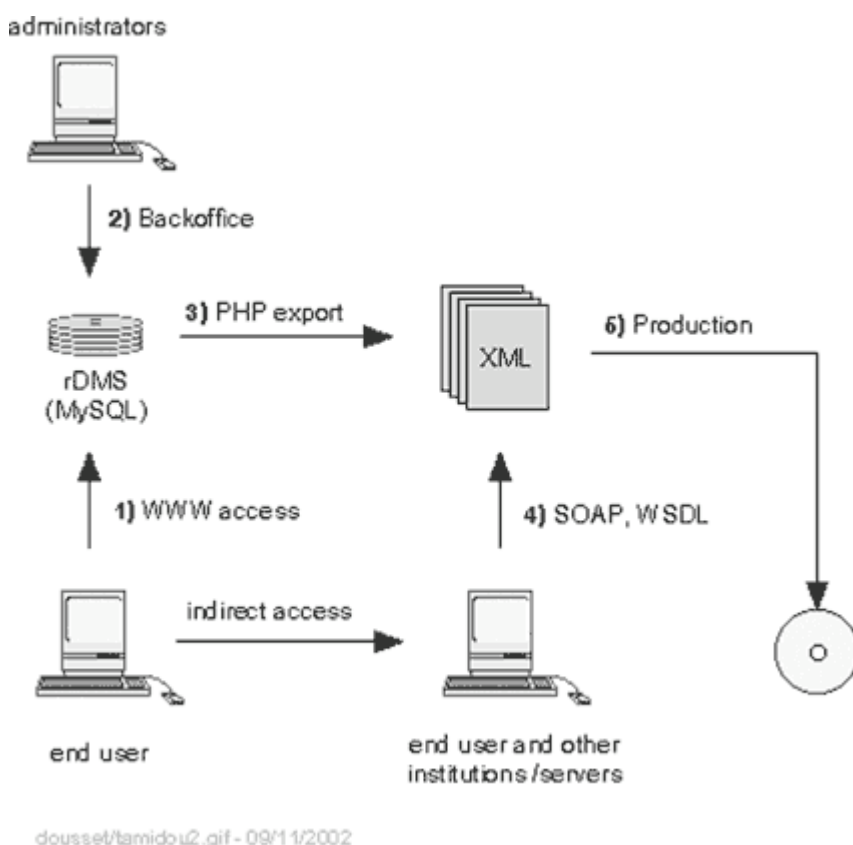 administrators
2) Backoffice
3) PHP export
5) Production
XML
rDMS
(MySQL)
1) WWW access
4) SOAP, WSDL
indirect access
end user
end user and other
institutions/servers
dousset/tamidou2.gif - 09/11/2002